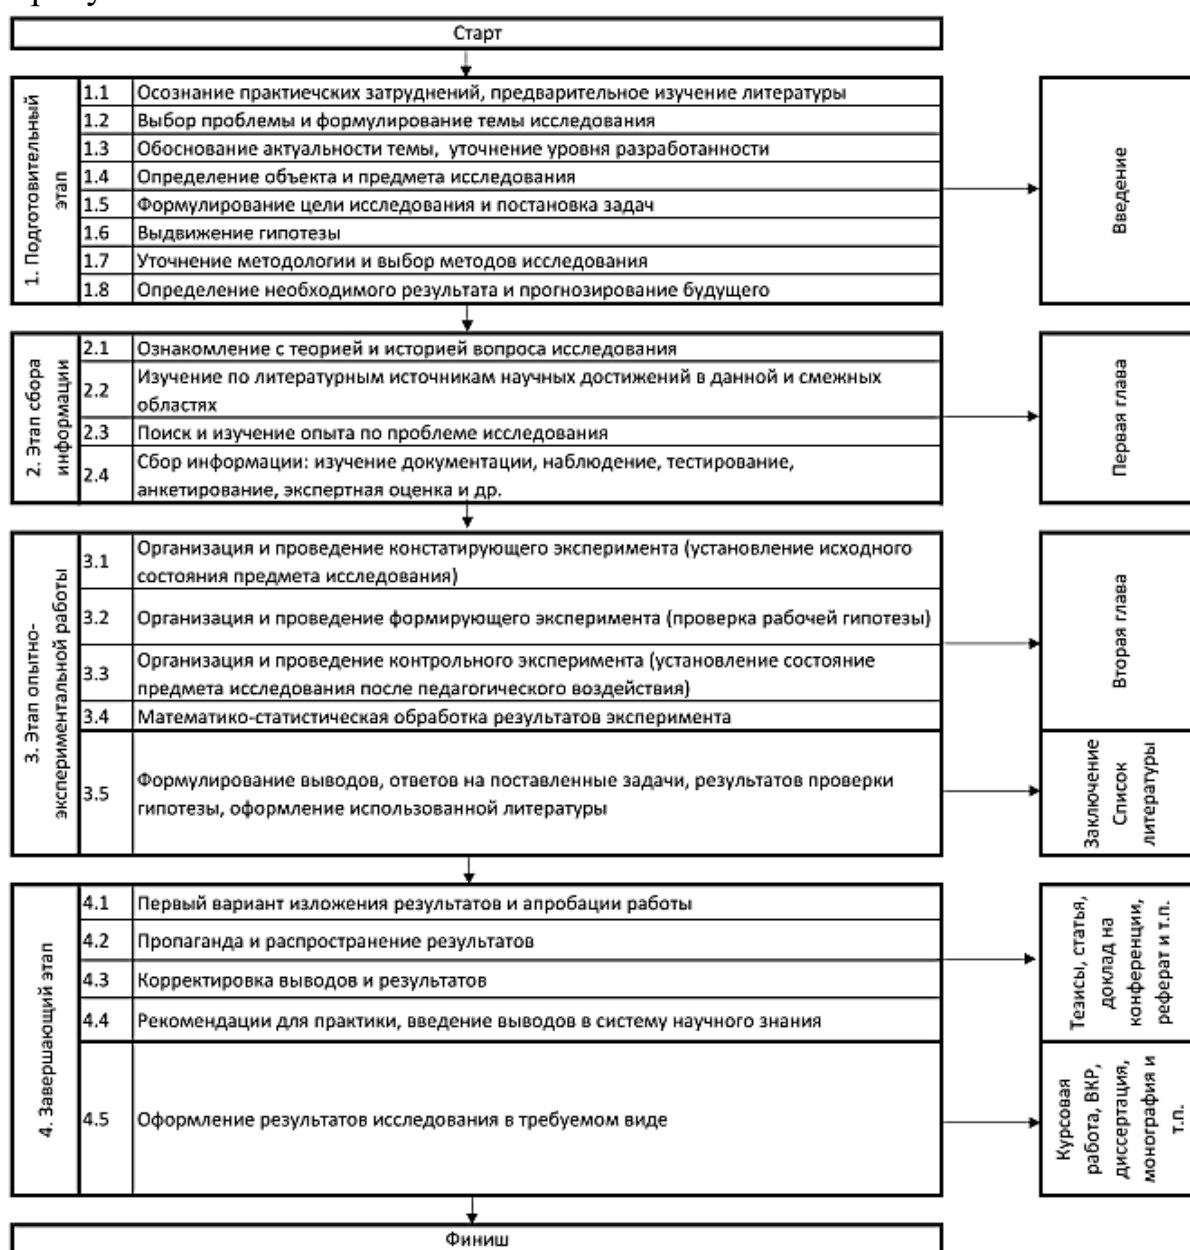 Старт
1. Подготовительный
этап
1.1 Осознание практиечских затруднений, предварительное изучение литературы
1.2 Выбор проблемы и формулирование темы исследования
1.3 Обоснование актуальности темы, уточнение уровня разработанности
1.4 Определение объекта и предмета исследования
1.5 Формулирование цели исследования и постановка задач
1.6 Выдвижение гипотезы
1.7 Уточнение методологии и выбор методов исследования
1.8 Определение необходимого результата и прогнозирование будущего
Введение
2. Этап сбора
информации
2.1 Ознакомление с теорией и историей вопроса исследования
2.2 Изучение по литературным источникам научных достижений в данной и смежных
областях
2.3 Поиск и изучение опыта по проблеме исследования
2.4 Сбор информации: изучение документации, наблюдение, тестирование,
анкетирование, экспертная оценка и др.
Первая глава
3. Этап опытно-
экспериментальной работы
3.1 Организация и проведение констатирующего эксперимента (установление исходного
состояния предмета исследования)
3.2 Организация и проведение формирующего эксперимента (проверка рабочей гипотезы)
3.3 Организация и проведение контрольного эксперимента (установление состояние
предмета исследования после педагогического воздействия)
3.4 Математико-статистическая обработка результатов эксперимента
Вторая глава
3.5 Формулирование выводов, ответов на поставленные задачи, результатов проверки
гипотезы, оформление использованной литературы
Заключение
Список
литературы
4. Завершающий этап
4.1 Первый вариант изложения результатов и апробации работы
4.2 Пропаганда и распространение результатов
4.3 Корректировка выводов и результатов
4.4 Рекомендации для практики, введение выводов в систему научного знания
Тезисы, статья,
доклад на
конференции,
реферат и т.п.
4.5 Оформление результатов исследования в требуемом виде
Курсовая
работа, ВКР,
диссертация,
монография и
т.п.
Финиш